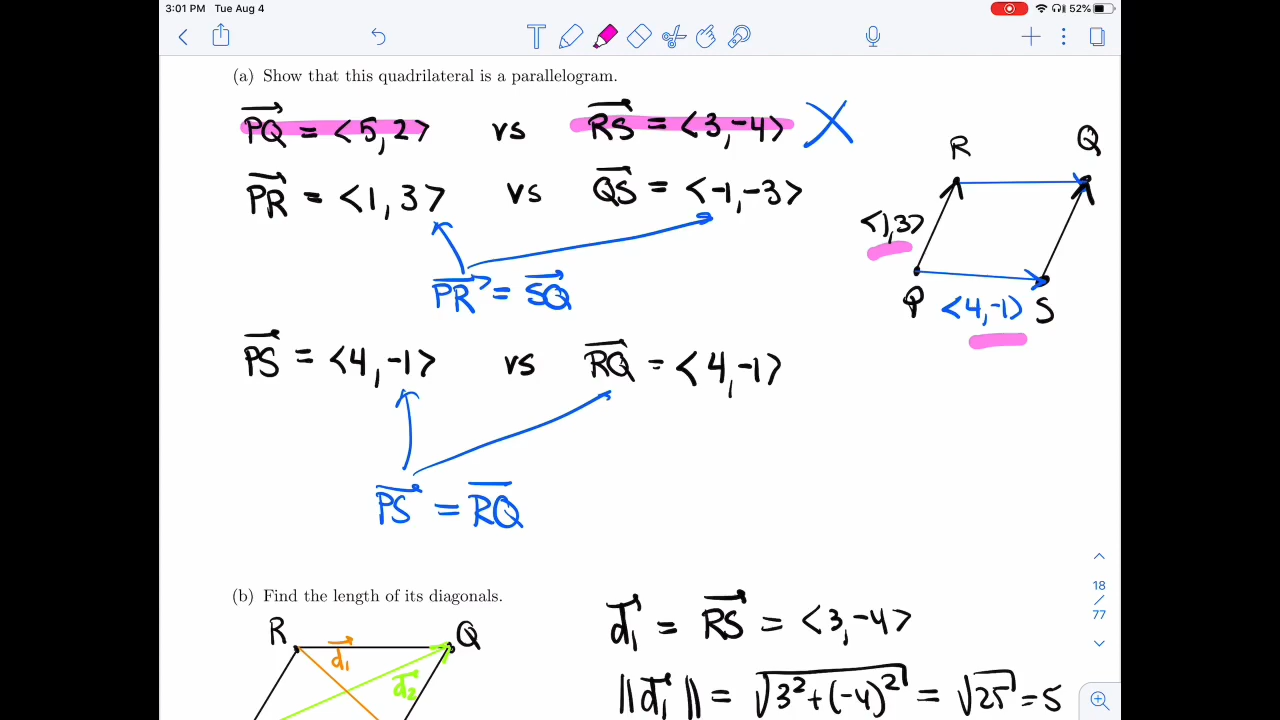 3:01 PM Tue Aug 4
52%
T
(a) Show that this quadrilateral is a parallelogram.
PQ = <5,2> vs RS = <3,-4> X
PR = <1,3> vs QS = <-1,-3>
PR = SQ
PS = <4,-1> vs RQ = <4,-1>
PS = RQ
R Q
<1,3>
P <4,-1> S
18
/
77
(b) Find the length of its diagonals.
R Q
d₁
d₂
d₁ = RS = <3,-4>
||d₁|| = √3²+(-4)² = √25 = 5